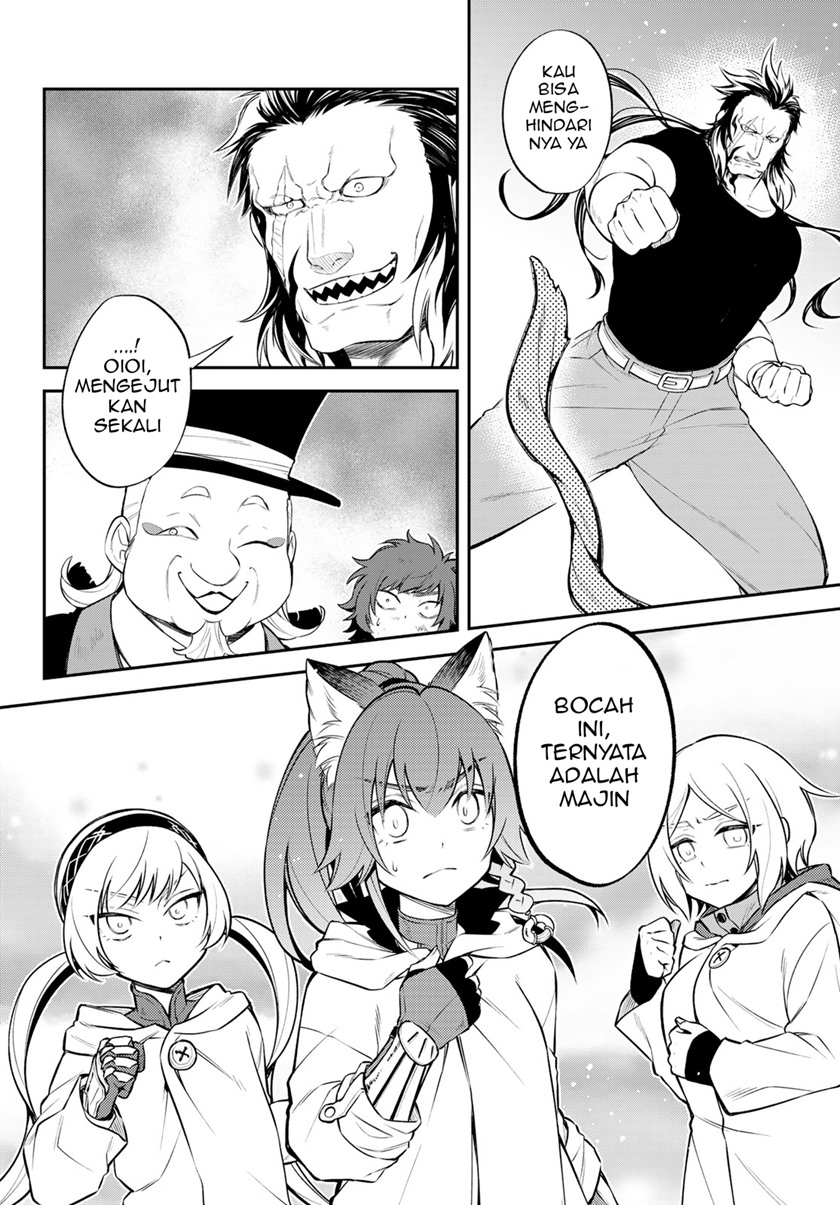 KAU
BISA
MENG-
HINDARI
NYA YA
....!
OIOI,
MENGEJUT
KAN
SEKALI
BOCAH
INI,
TERNYATA
ADALAH
MAJIN